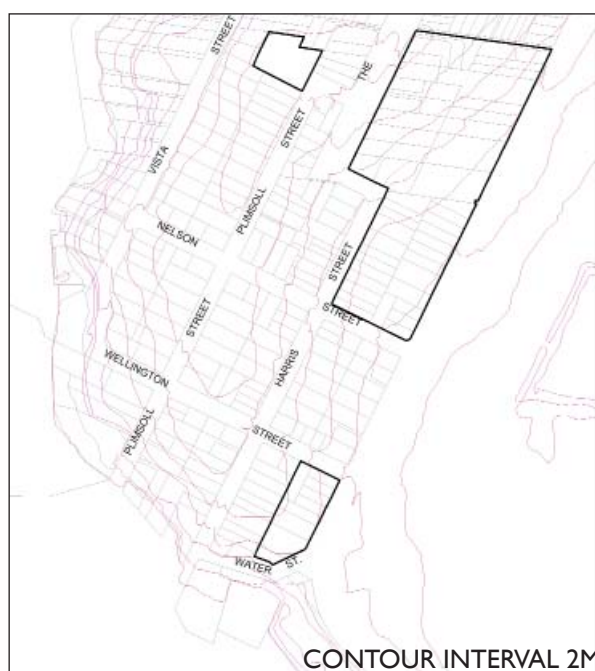 STREET
THE
STREET
VISTA
PLIMSOLL
NELSON
STREET
STREET
STREET
WELLINGTON
HARRIS
PLIMSOLL
STREET
WATER ST.
CONTOUR INTERVAL 2M